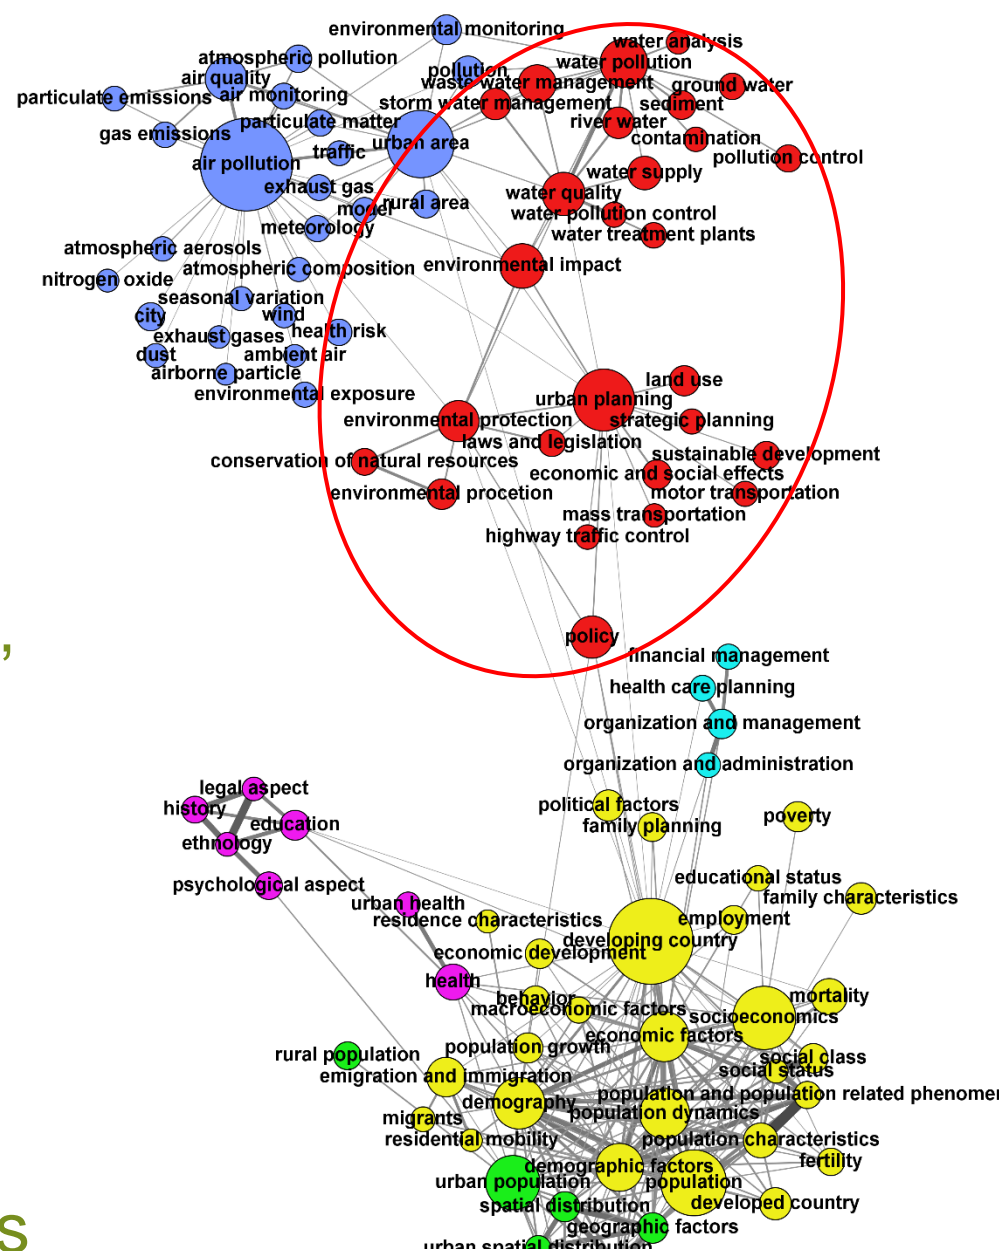 environmental monitoring
water analysis
atmospheric pollution
water pollution
pollution
air quality
waste water management
ground water
particulate emissions
air monitoring
storm water management
sediment
particulate matter
river water
gas emissions
contamination
urban area
traffic
pollution control
air pollution
water supply
exhaust gas
water quality
rural area
model
water pollution control
meteorology
water treatment plants
atmospheric aerosols
environmental impact
atmospheric composition
nitrogen oxide
seasonal variation
city
wind
health risk
exhaust gases
dust
ambient air
airborne particle
land use
environmental exposure
urban planning
environmental protection
strategic planning
laws and legislation
sustainable development
conservation of natural resources
economic and social effects
environmental procetion
motor transportation
mass transportation
highway traffic control
policy
,
financial management
health care planning
organization and management
organization and administration
legal aspect
political factors
history
poverty
education
family planning
ethnology
educational status
psychological aspect
family characteristics
urban health
residence characteristics
employment
developing country
economic development
health
mortality
behavior
macroeconomic factors
socioeconomics
economic factors
population growth
rural population
social class
social status
emigration and immigration
population and population related phenomen
demography
population dynamics
migrants
residential mobility
population characteristics
fertility
demographic factors
urban population
population
developed country
spatial distribution
geographic factors
s
urban spatial distribution